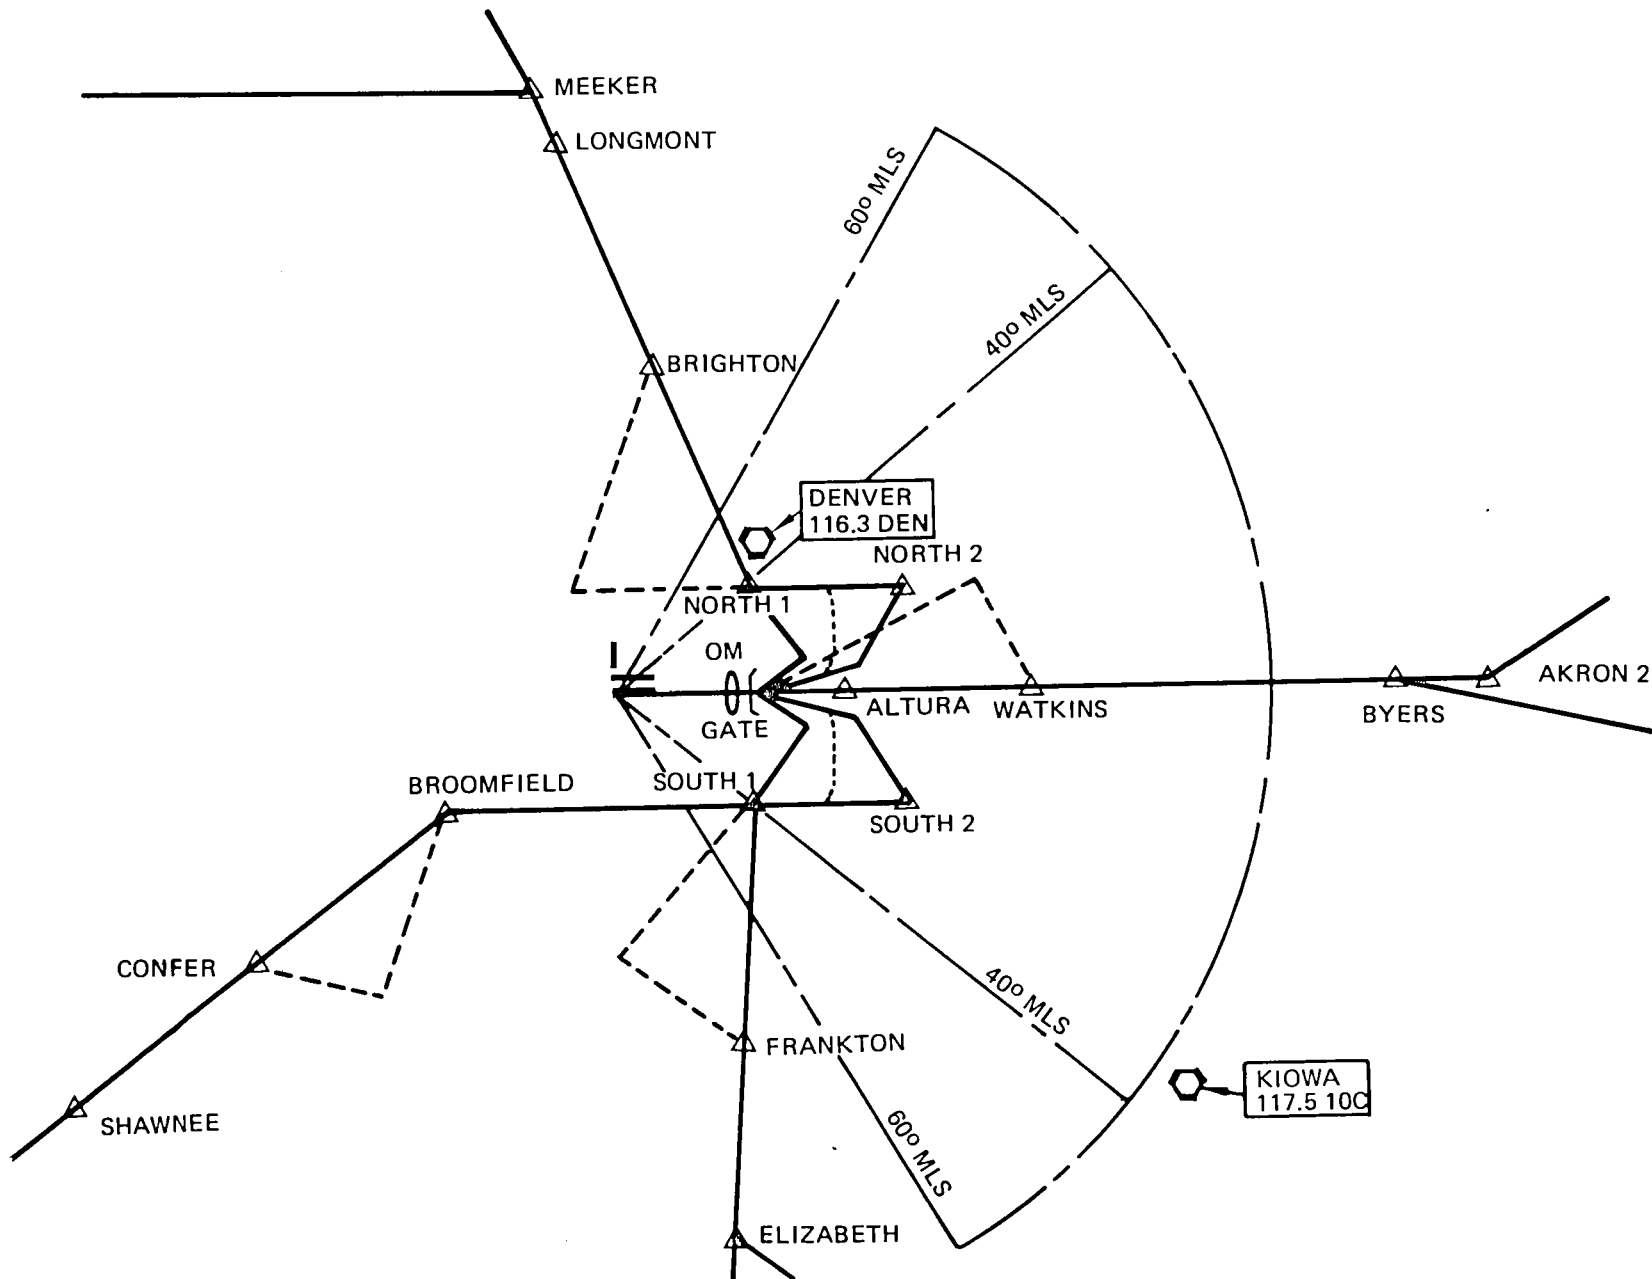 MEEKER
LONGMONT
60° MLS
40° MLS
BRIGHTON
DENVER
116.3 DEN
NORTH 2
NORTH 1
OM
GATE
ALTURA
WATKINS
BYERS
AKRON 2
BROOMFIELD
SOUTH 1
SOUTH 2
CONFER
SHAWNEE
FRANKTON
40° MLS
60° MLS
KIOWA
117.5 10C
ELIZABETH